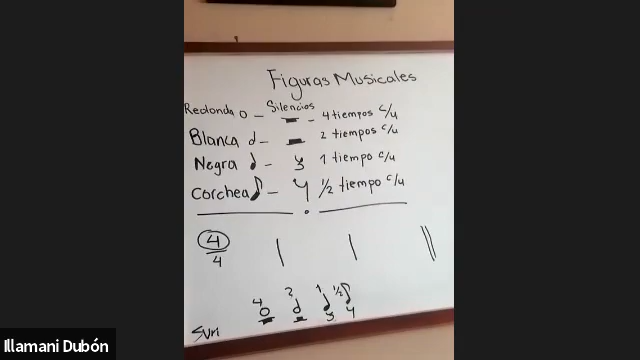 Figuras Musicales
Silencios
Redonda o - - 4 tiempos c/u
Blanca d - 2 tiempos c/u
Negra - 1 tiempo c/u
Corchea - ½ tiempo c/u
4
4
4 2 1 ½
Illamani Dubón